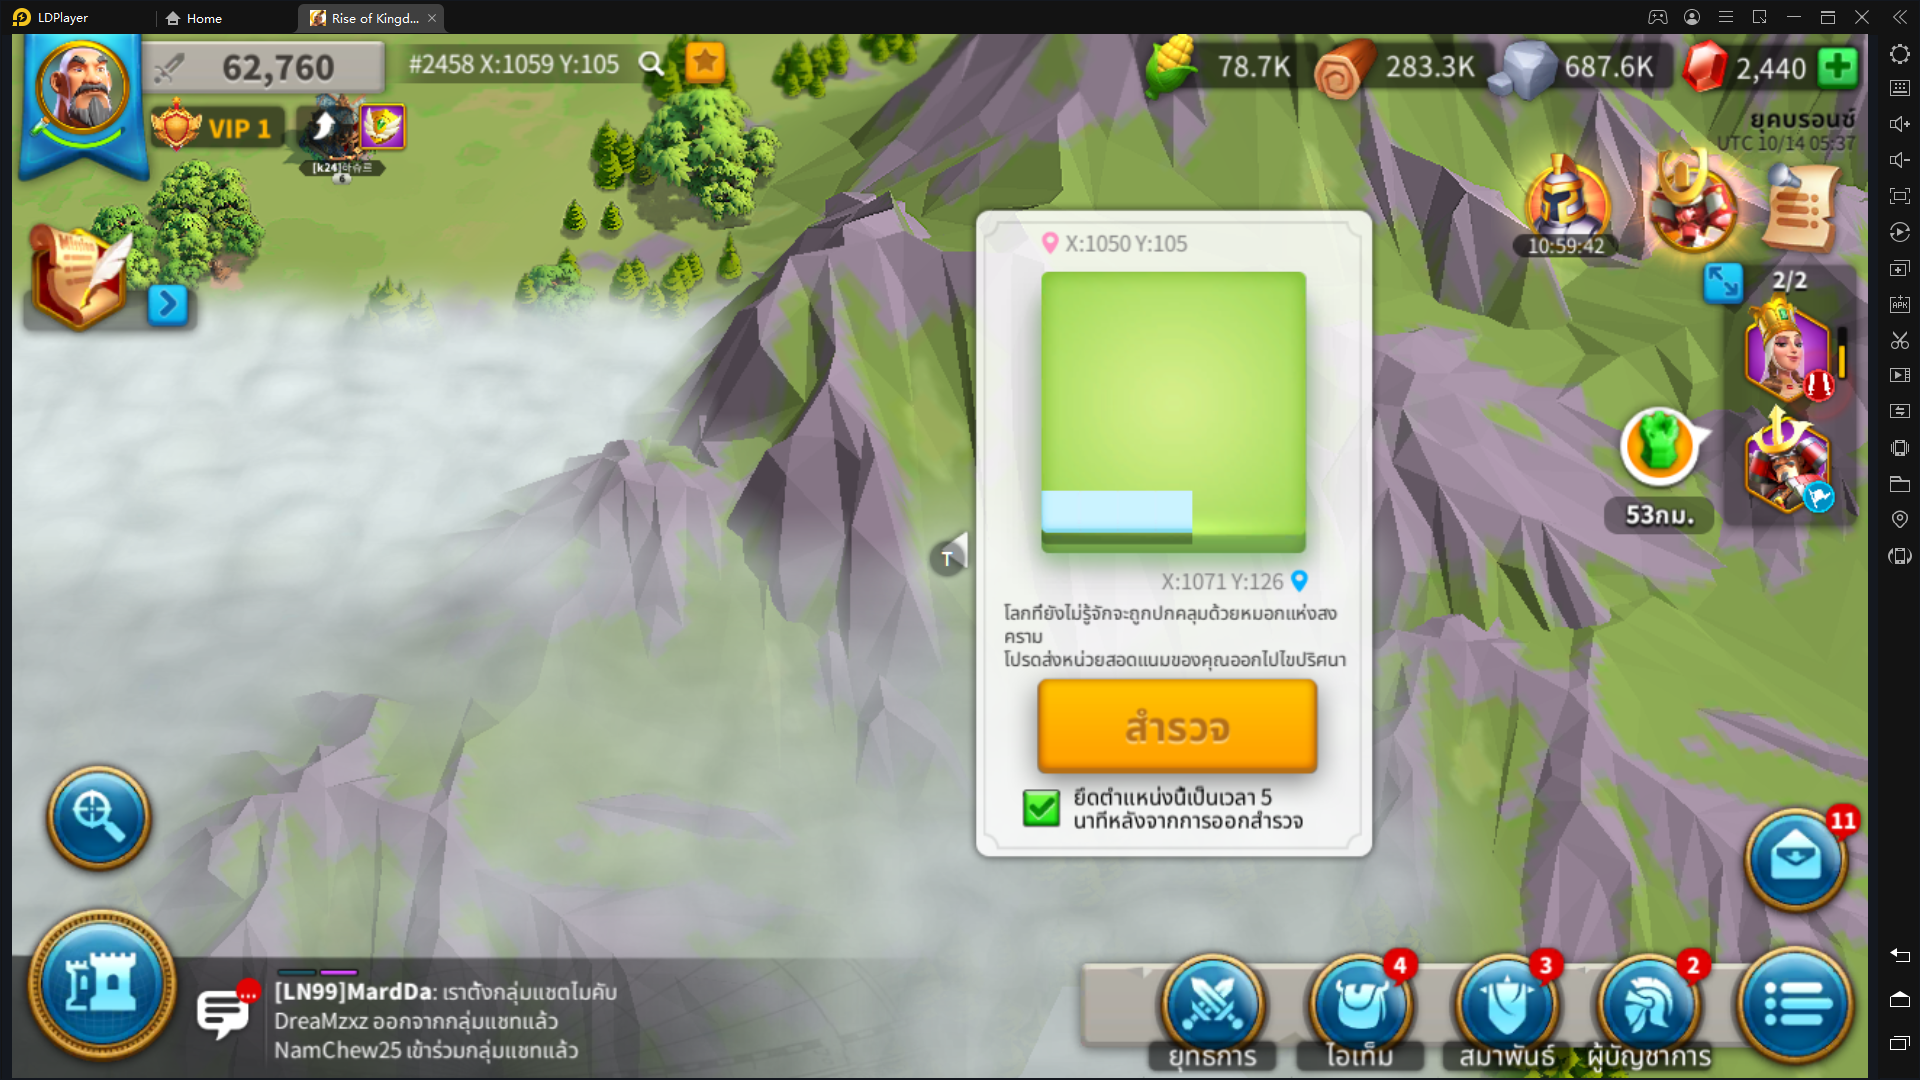 LDPlayer
Home
Rise of Kingd...
62,760
#2458 X:1059 Y:105
78.7K
283.3K
687.6K
2,440
VIP 1
[k24]하슈르
6
ยุคบรอนซ์
UTC 10/14 05:37
Mission
10:59:42
2/2
X:1050 Y:105
53กม.
T
X:1071 Y:126
โลกที่ยังไม่รู้จักจะถูกปกคลุมด้วยหมอกแห่งสง
คราม
โปรดส่งหน่วยสอดแนมของคุณออกไปไขปริศนา
สำรวจ
ยึดตำแหน่งนี้เป็นเวลา 5
นาทีหลังจากการออกสำรวจ
11
[LN99]MardDa: เราตั้งกลุ่มแชตไมคับ
DreaMzxz ออกจากกลุ่มแชทแล้ว
NamChew25 เข้าร่วมกลุ่มแชทแล้ว
4
3
2
ยุทธการ
ไอเท็ม
สมาพันธ์
ผู้บัญชาการ
APK